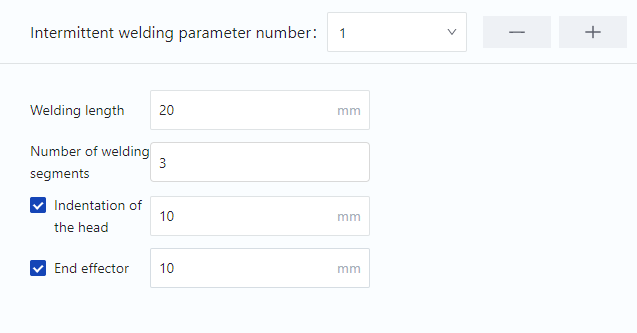 Intermittent welding parameter number: 1
Welding length 20 mm
Number of welding
segments 3
Indentation of
the head 10 mm
End effector 10 mm